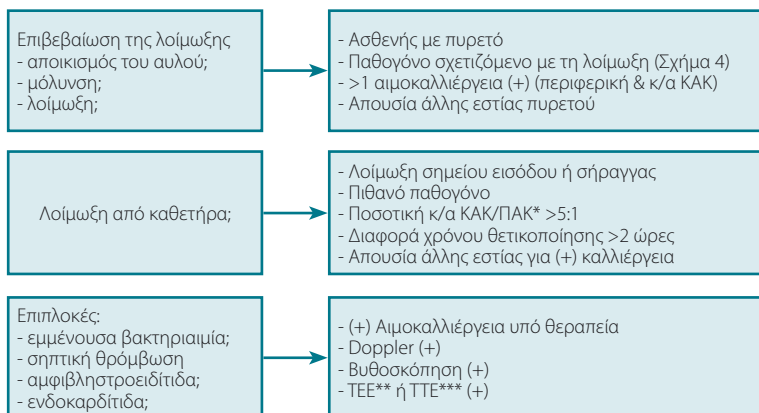 Επιβεβαίωση της λοίμωξης
- αποικισμός του αυλού;
- μόλυνση;
- λοίμωξη;
- Ασθενής με πυρετό
- Παθογόνο σχετιζόμενο με τη λοίμωξη (Σχήμα 4)
- >1 αιμοκαλλιέργεια (+) (περιφερική & κ/α ΚΑΚ)
- Απουσία άλλης εστίας πυρετού
Λοίμωξη από καθετήρα;
- Λοίμωξη σημείου εισόδου ή σήραγγας
- Πιθανό παθογόνο
- Ποσοτική κ/α ΚΑΚ/ΠΑΚ* >5:1
- Διαφορά χρόνου θετικοποίησης >2 ώρες
- Απουσία άλλης εστίας για (+) καλλιέργεια
Επιπλοκές:
- εμμένουσα βακτηριαιμία;
- σηπτική θρόμβωση
- αμφιβληστροειδίτιδα;
- ενδοκαρδίτιδα;
- (+) Αιμοκαλλιέργεια υπό θεραπεία
- Doppler (+)
- Βυθοσκόπηση (+)
- TEE** ή TTE*** (+)